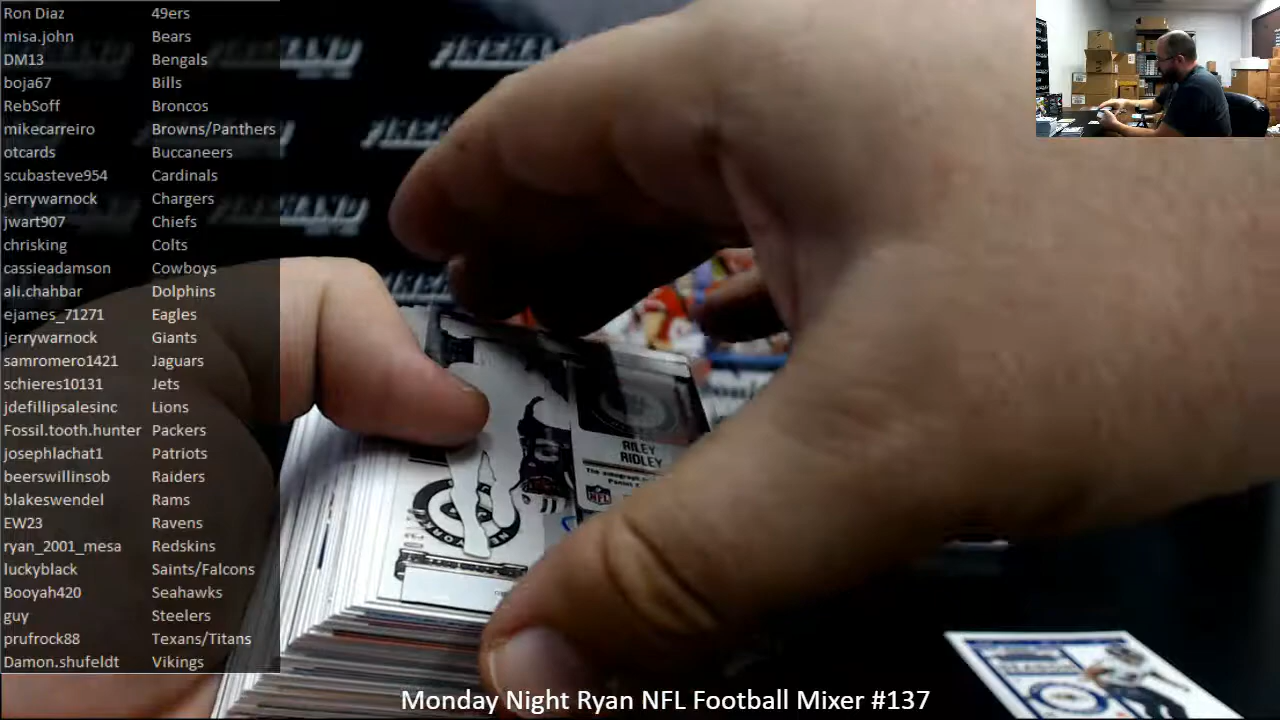 Ron Diaz 49ers
misa.john Bears
DM13 Bengals
boja67 Bills
RebSoff Broncos
mikecarreiro Browns/Panthers
otcards Buccaneers
scubasteve954 Cardinals
jerrywarnock Chargers
jwart907 Chiefs
chrisking Colts
cassieadamson Cowboys
ali.chahbar Dolphins
ejames_71271 Eagles
jerrywarnock Giants
samromero1421 Jaguars
schieres10131 Jets
jdefillipsalesinc Lions
Fossil.tooth.hunter Packers
josephlachat1 Patriots
beerswillinsob Raiders
blakeswendel Rams
EW23 Ravens
ryan_2001_mesa Redskins
luckyblack Saints/Falcons
Booyah420 Seahawks
guy Steelers
prufrock88 Texans/Titans
Damon.shufeldt Vikings
RILEY
RIDLEY
The autograph
Panini
NFL
Monday Night Ryan NFL Football Mixer #137